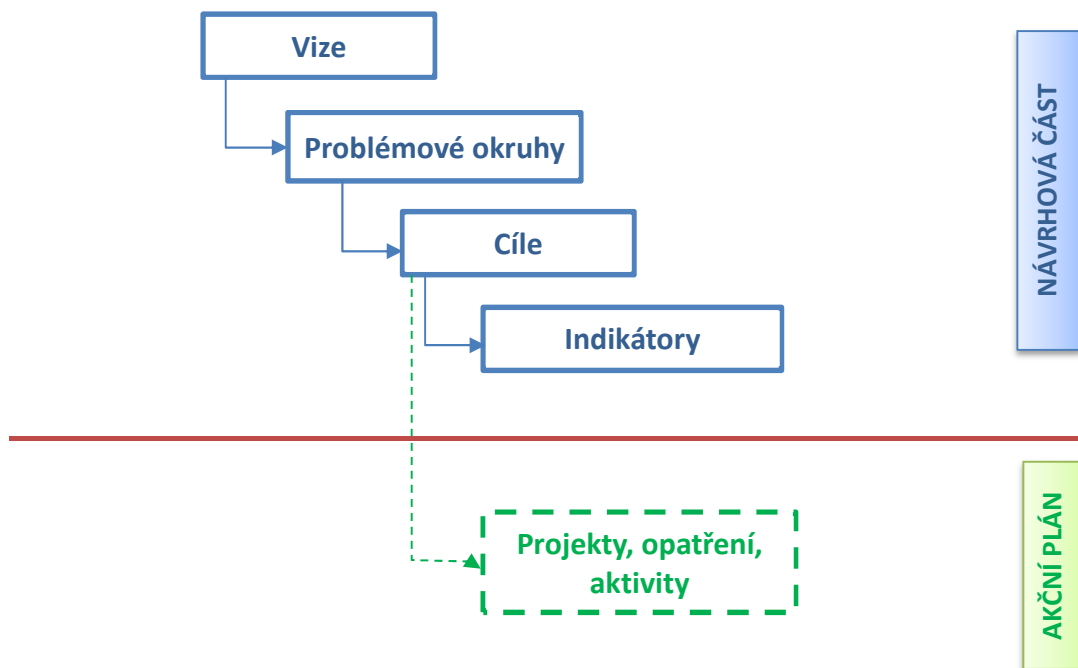 Vize
Problémové okruhy
Cíle
Indikátory
NÁVRHOVÁ ČÁST
Projekty, opatření,
aktivity
AKČNÍ PLÁN